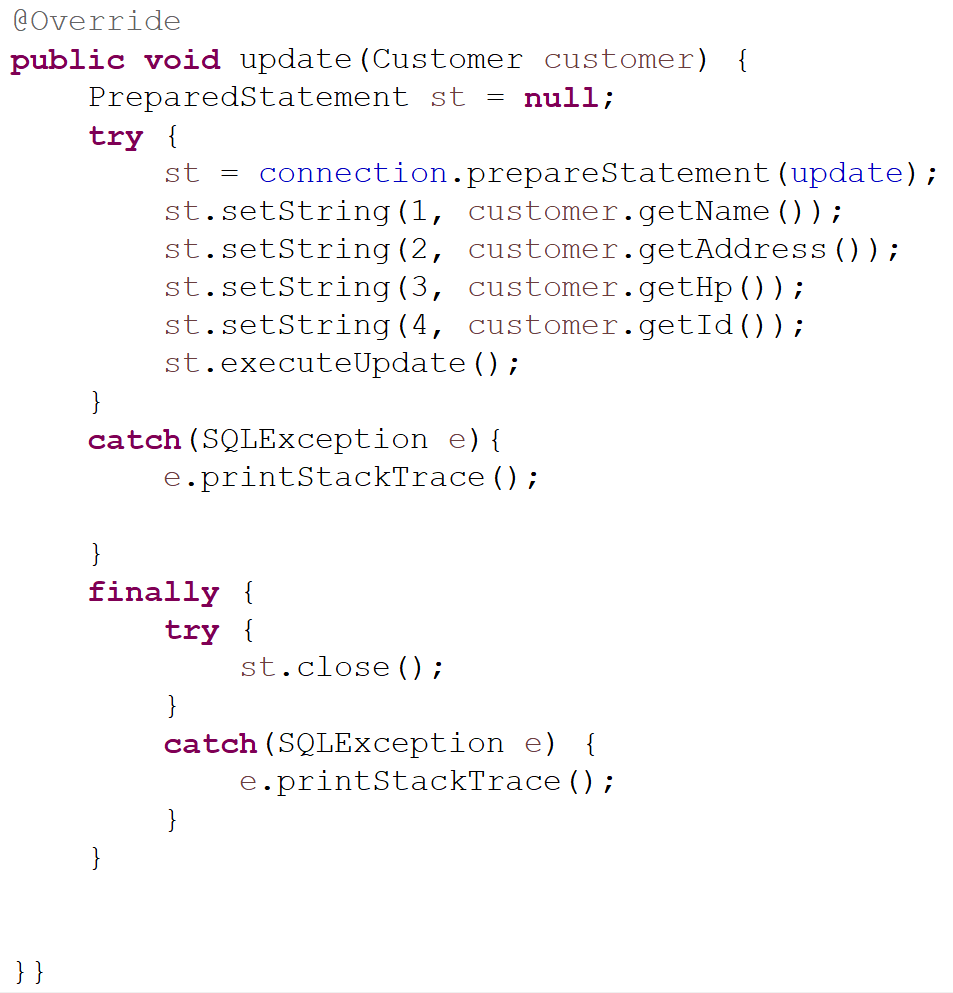 @Override
public void update(Customer customer) {
PreparedStatement st = null;
try {
st = connection.prepareStatement(update);
st.setString(1, customer.getName());
st.setString(2, customer.getAddress());
st.setString(3, customer.getHp());
st.setString(4, customer.getId());
st.executeUpdate();
}
catch(SQLException e){
e.printStackTrace();
}
finally {
try {
st.close();
}
catch(SQLException e) {
e.printStackTrace();
}
}
}}